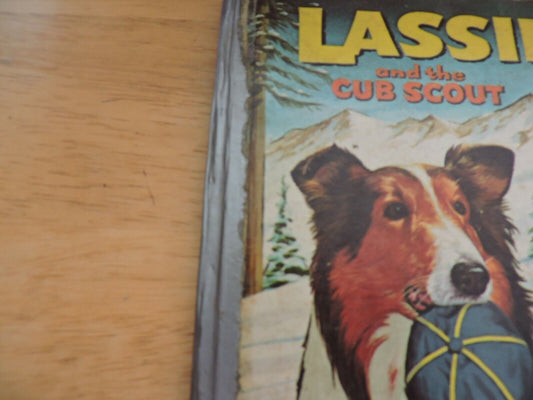 LASSI
and the
CUB SCOUT